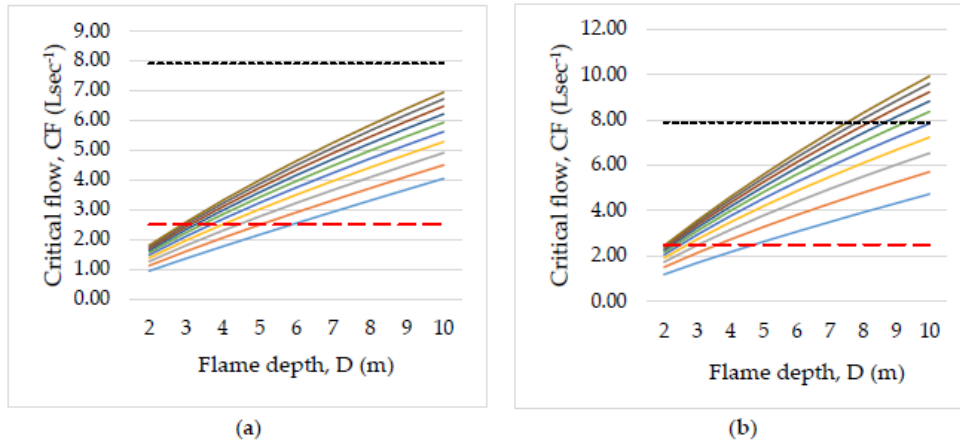 9.00
8.00
7.00
6.00
5.00
4.00
3.00
2.00
1.00
0.00
Critical flow, CF (Lsec⁻¹)
2 3 4 5 6 7 8 9 10
Flame depth, D (m)
(a)
12.00
10.00
8.00
6.00
4.00
2.00
0.00
Critical flow, CF (Lsec⁻¹)
2 3 4 5 6 7 8 9 10
Flame depth, D (m)
(b)